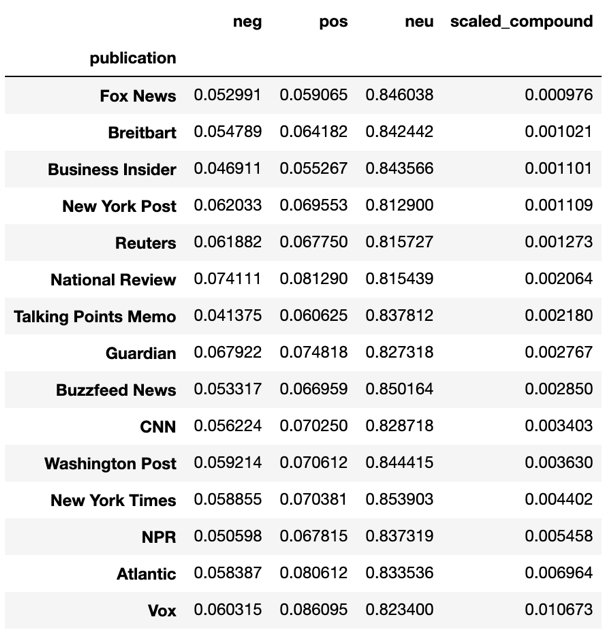 neg pos neu scaled_compound
publication
Fox News 0.052991 0.059065 0.846038 0.000976
Breitbart 0.054789 0.064182 0.842442 0.001021
Business Insider 0.046911 0.055267 0.843566 0.001101
New York Post 0.062033 0.069553 0.812900 0.001109
Reuters 0.061882 0.067750 0.815727 0.001273
National Review 0.074111 0.081290 0.815439 0.002064
Talking Points Memo 0.041375 0.060625 0.837812 0.002180
Guardian 0.067922 0.074818 0.827318 0.002767
Buzzfeed News 0.053317 0.066959 0.850164 0.002850
CNN 0.056224 0.070250 0.828718 0.003403
Washington Post 0.059214 0.070612 0.844415 0.003630
New York Times 0.058855 0.070381 0.853903 0.004402
NPR 0.050598 0.067815 0.837319 0.005458
Atlantic 0.058387 0.080612 0.833536 0.006964
Vox 0.060315 0.086095 0.823400 0.010673